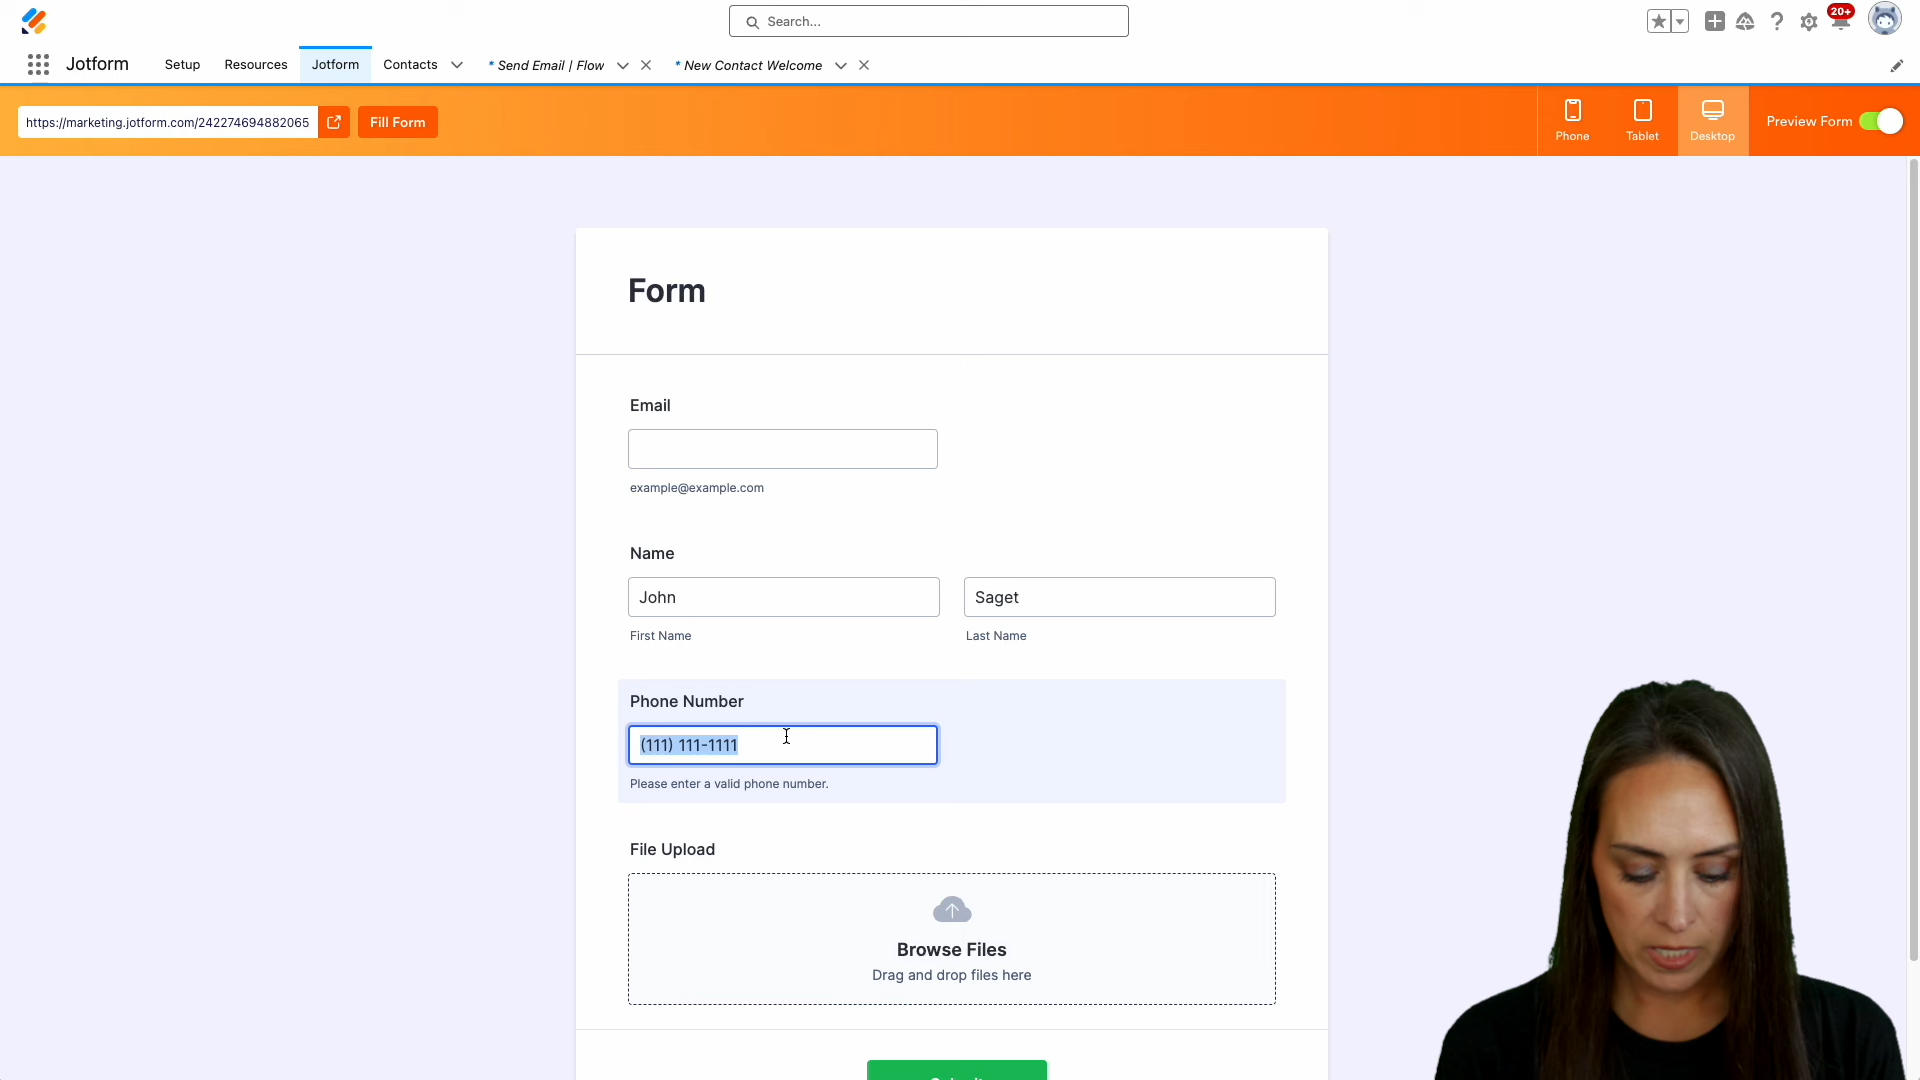 Search...
20+
Jotform
Setup
Resources
Jotform
Contacts
* Send Email | Flow
* New Contact Welcome
https://marketing.jotform.com/242274694882065
Fill Form
Phone
Tablet
Desktop
Preview Form
Form
Email
example@example.com
Name
John
Saget
First Name
Last Name
Phone Number
(111) 111-1111
Please enter a valid phone number.
File Upload
Browse Files
Drag and drop files here